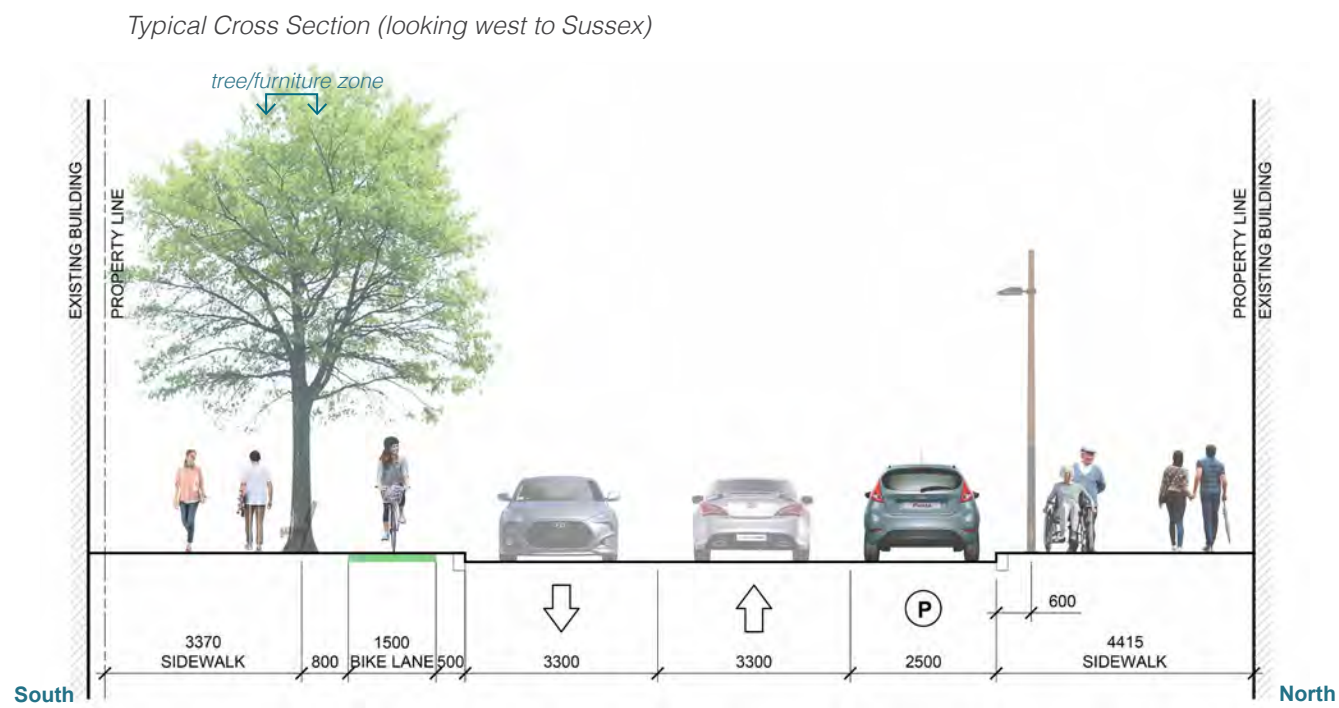 Typical Cross Section (looking west to Sussex)
tree/furniture zone
EXISTING BUILDING
PROPERTY LINE
PROPERTY LINE
EXISTING BUILDING
P
600
3370
SIDEWALK
800
1500
BIKE LANE
500
3300
3300
2500
4415
SIDEWALK
South
North